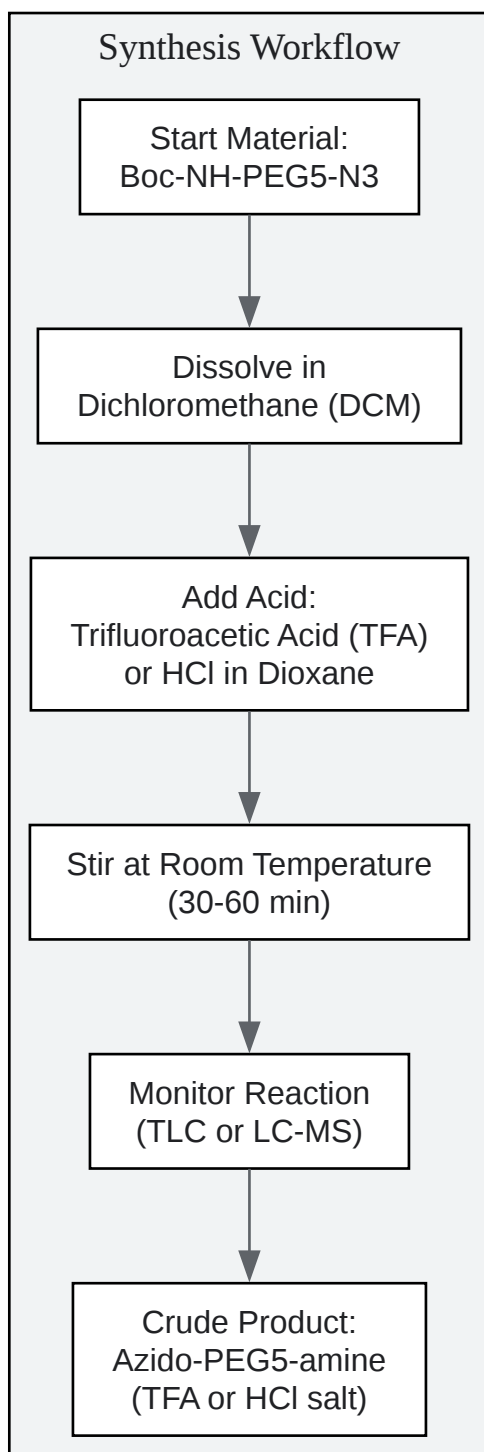 Synthesis Workflow
Start Material:
Boc-NH-PEG5-N3
Dissolve in
Dichloromethane (DCM)
Add Acid:
Trifluoroacetic Acid (TFA)
or HCl in Dioxane
Stir at Room Temperature
(30-60 min)
Monitor Reaction
(TLC or LC-MS)
Crude Product:
Azido-PEG5-amine
(TFA or HCl salt)